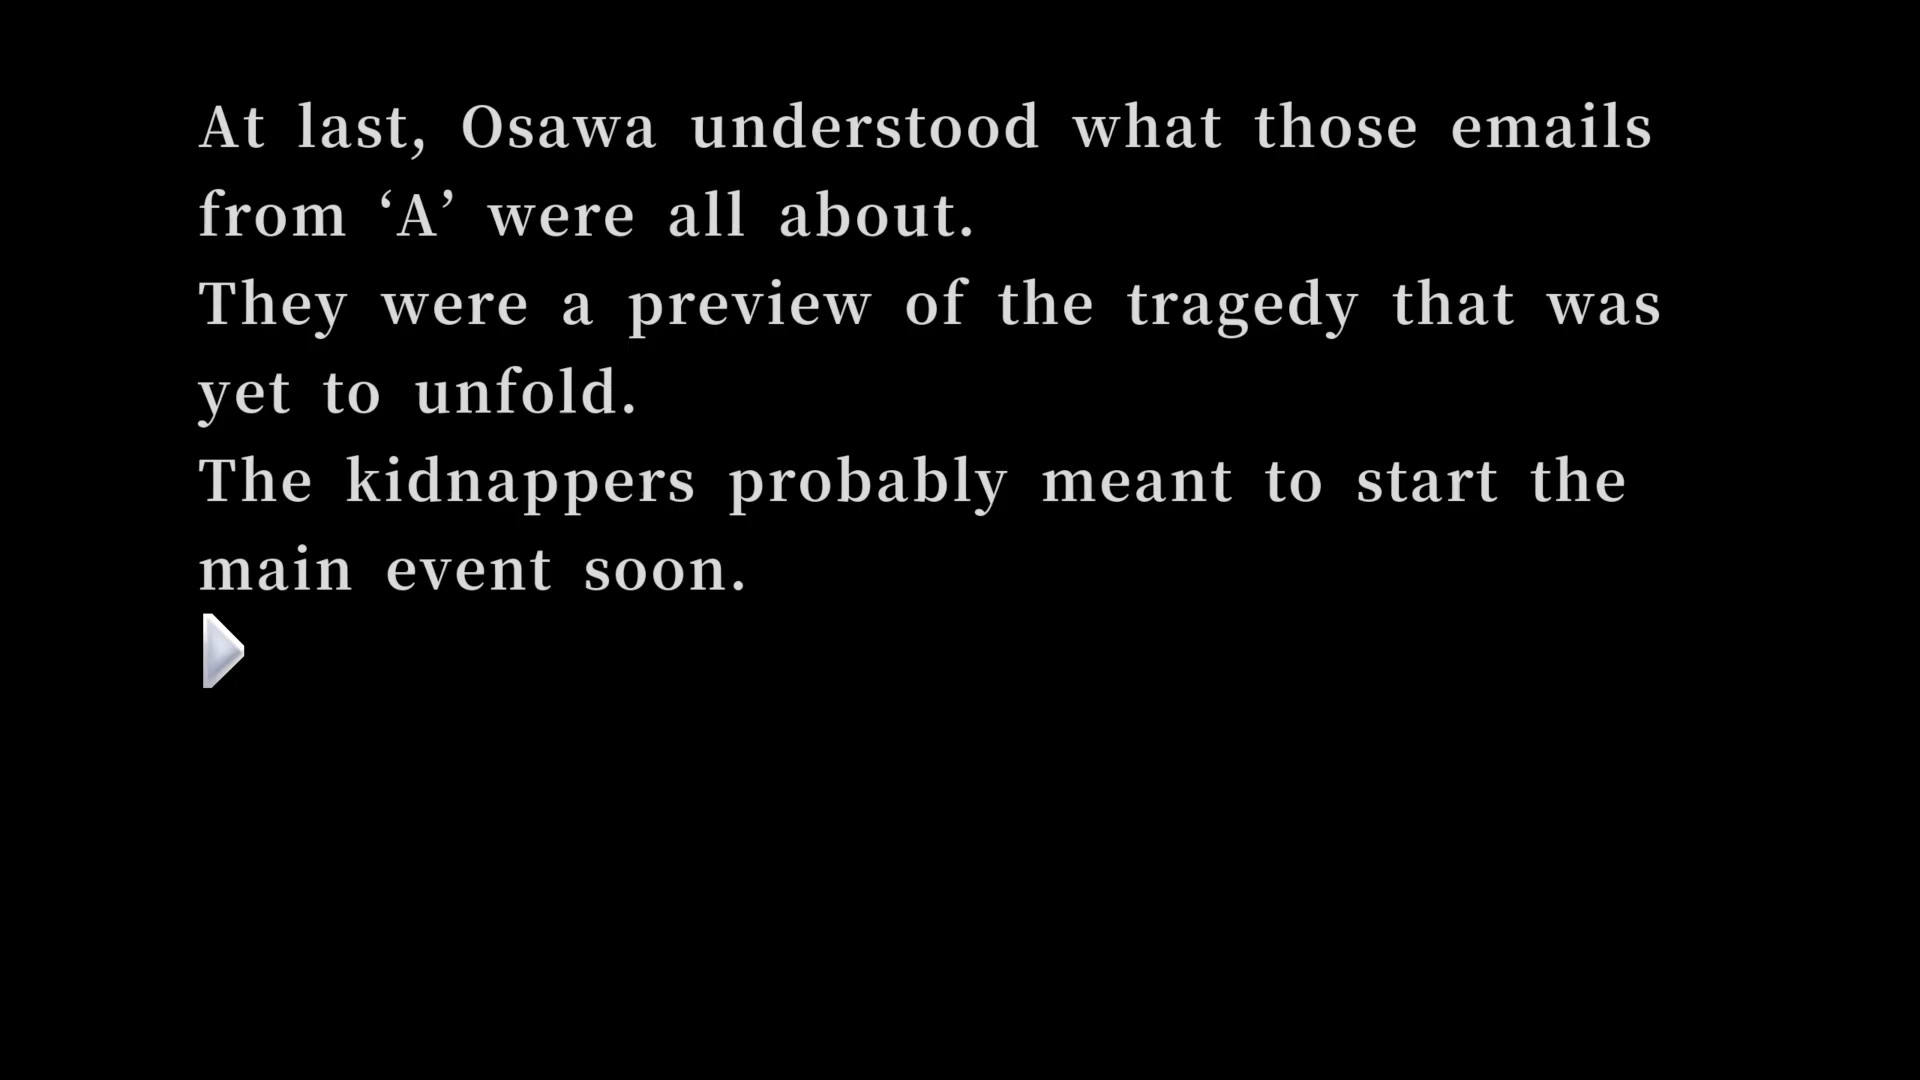 At last, Osawa understood what those emails
from ‘A’ were all about.
They were a preview of the tragedy that was
yet to unfold.
The kidnappers probably meant to start the
main event soon.